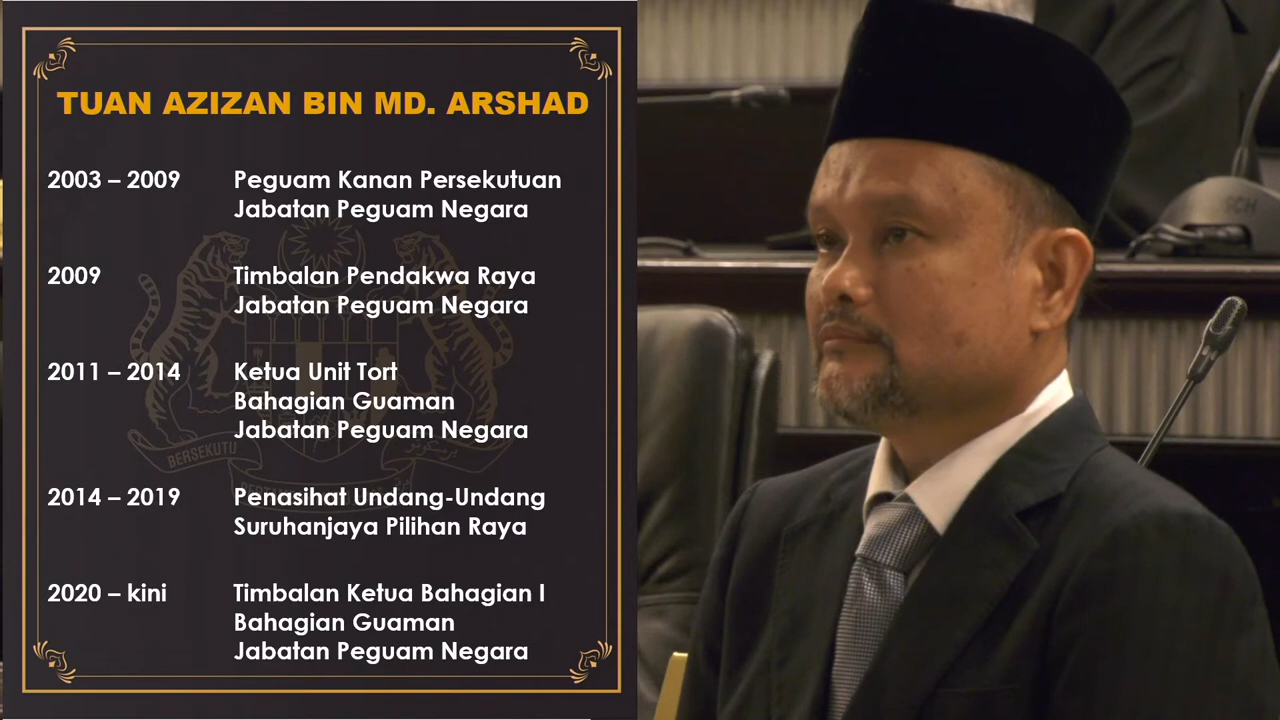 TUAN AZIZAN BIN MD. ARSHAD
2003 – 2009 Peguam Kanan Persekutuan
Jabatan Peguam Negara
2009 Timbalan Pendakwa Raya
Jabatan Peguam Negara
2011 – 2014 Ketua Unit Tort
Bahagian Guaman
Jabatan Peguam Negara
2014 – 2019 Penasihat Undang-Undang
Suruhanjaya Pilihan Raya
2020 – kini Timbalan Ketua Bahagian I
Bahagian Guaman
Jabatan Peguam Negara
BERSEKUTU